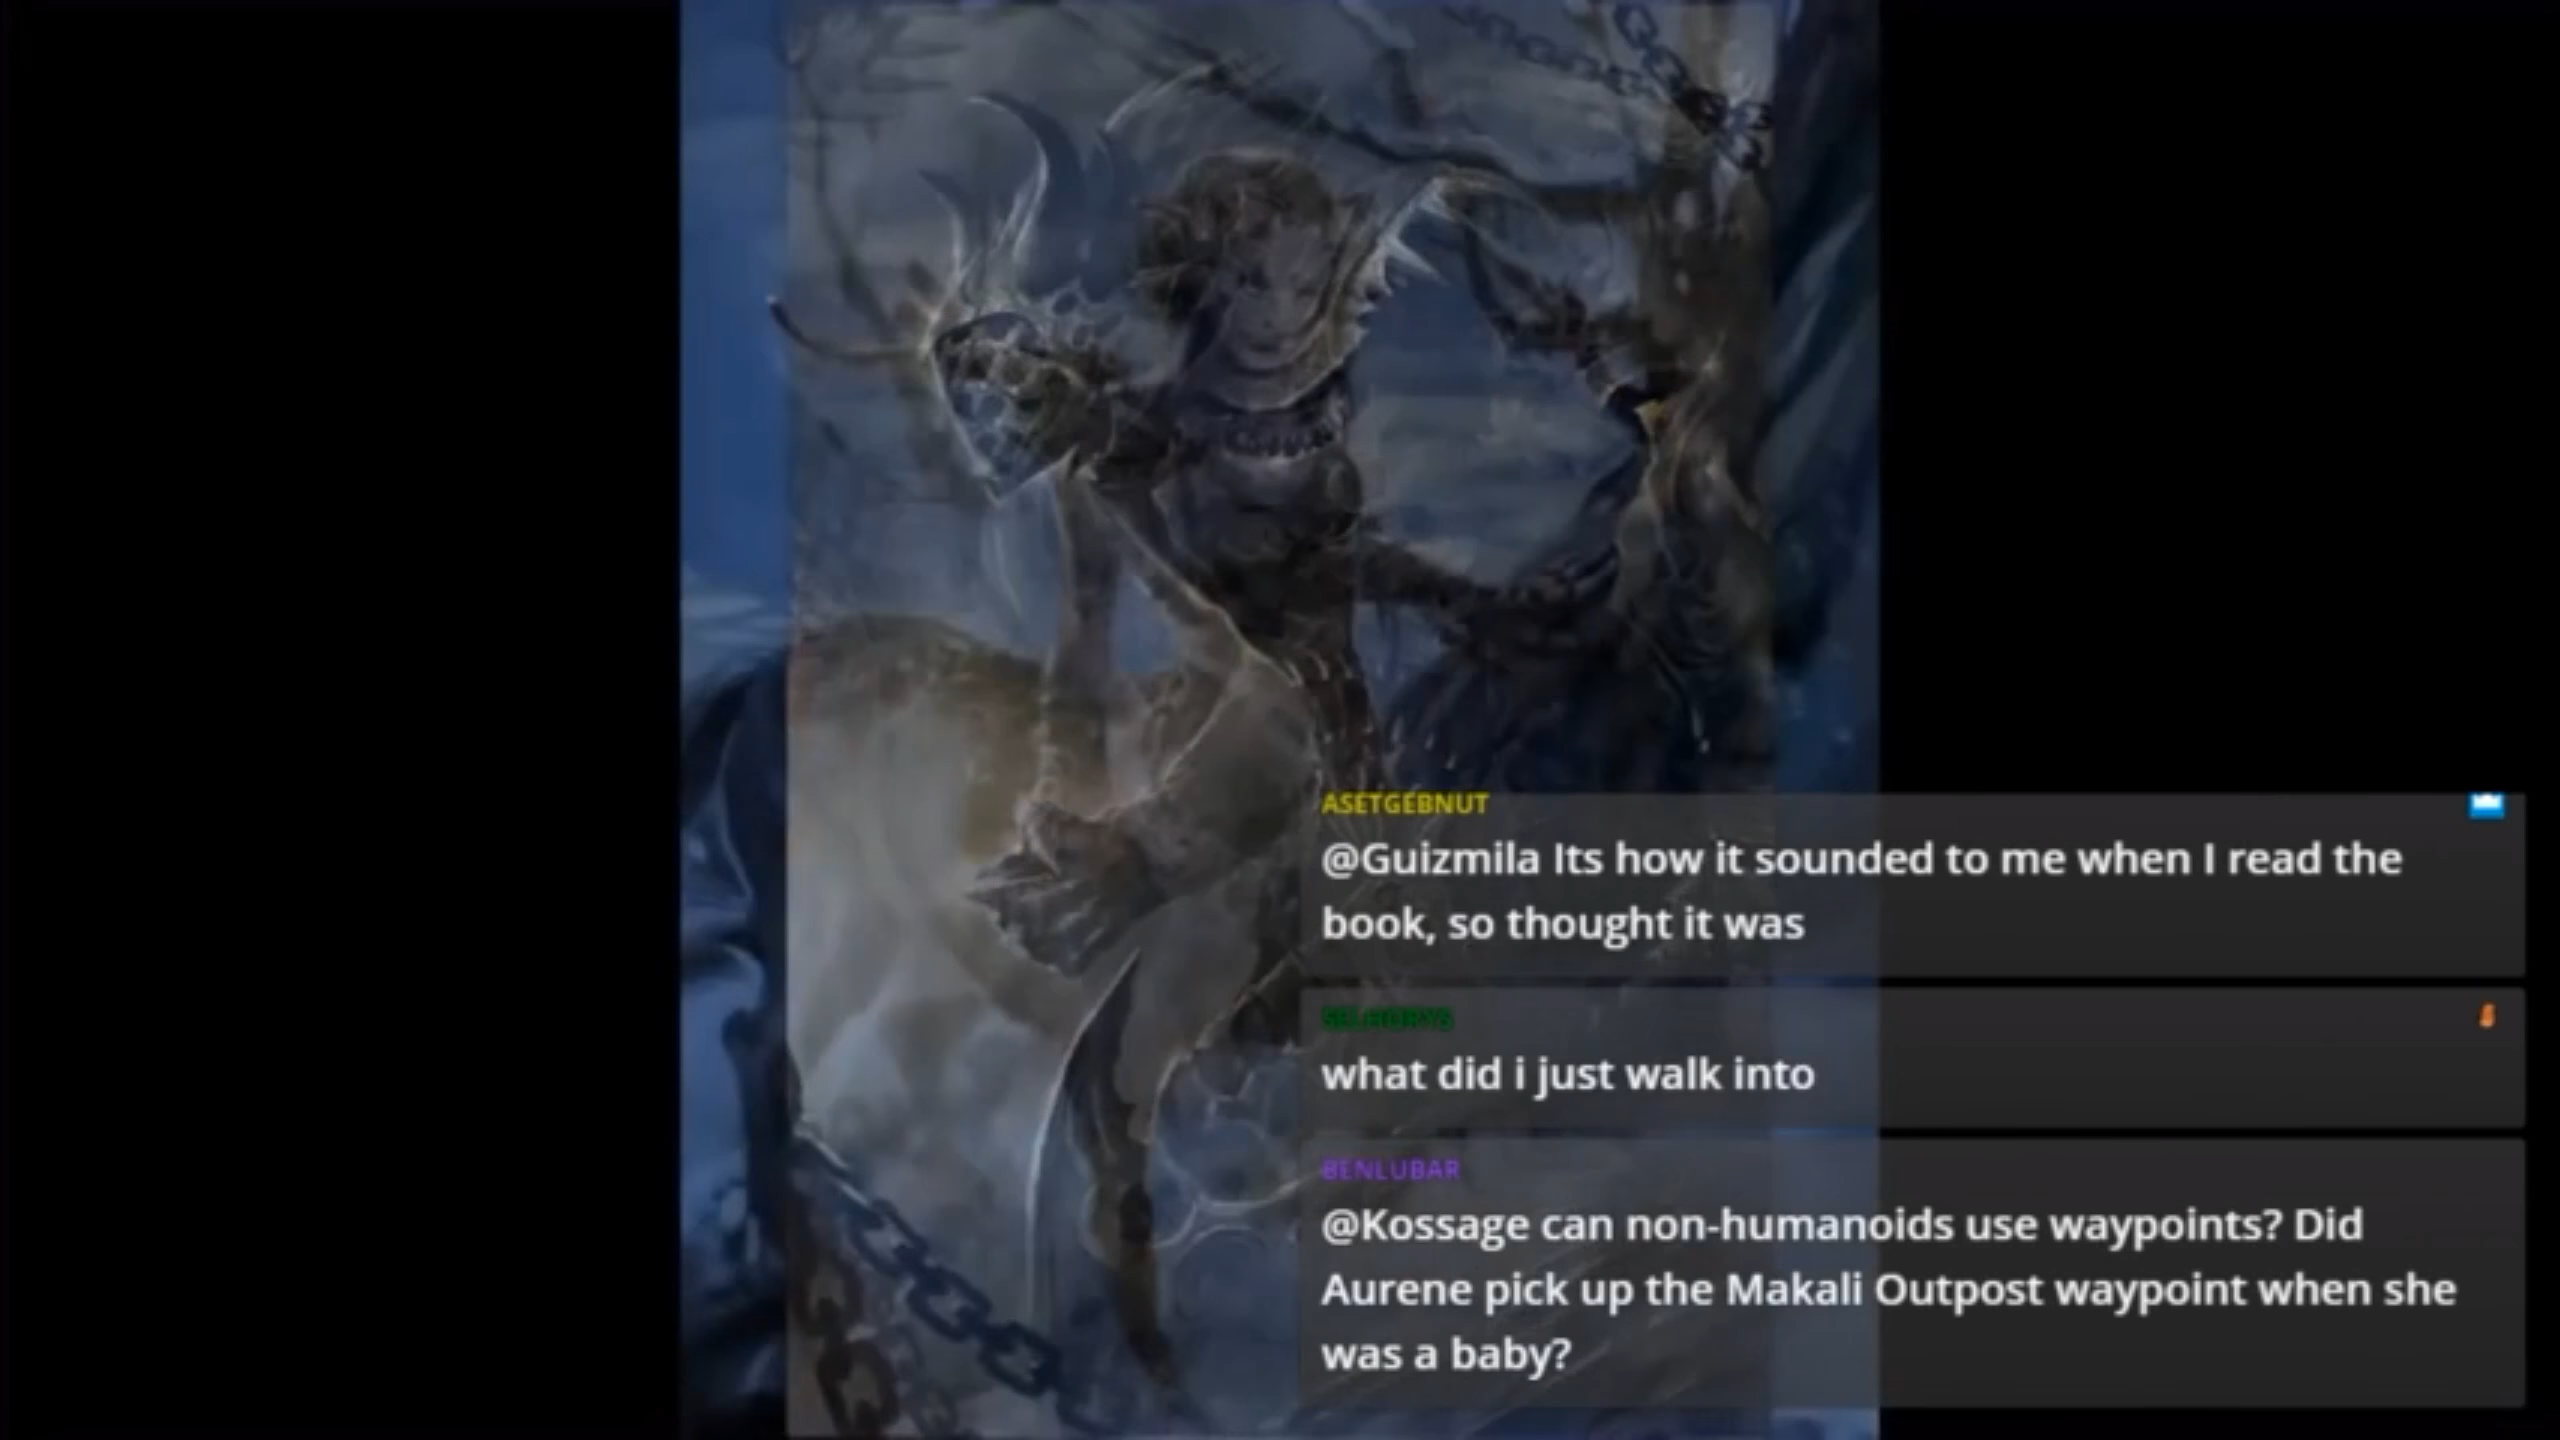 ASETGEBNUT
@Guizmila Its how it sounded to me when I read the
book, so thought it was
what did i just walk into
BENLUBAR
@Kossage can non-humanoids use waypoints? Did
Aurene pick up the Makali Outpost waypoint when she
was a baby?